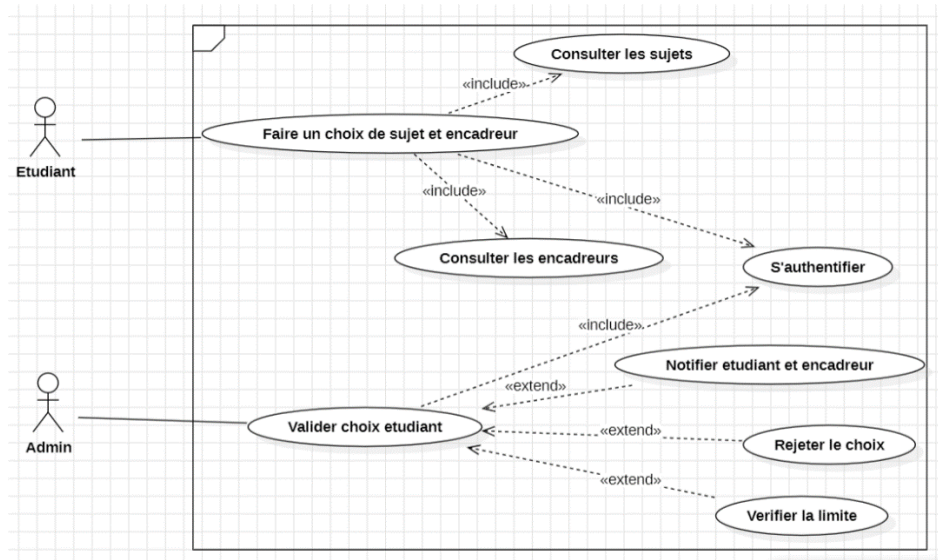 Consulter les sujets
«include»
Faire un choix de sujet et encadreur
Etudiant
«include»
«include»
Consulter les encadreurs
S'authentifier
«include»
Notifier etudiant et encadreur
«extend»
Valider choix etudiant
«extend»
Rejeter le choix
Admin
«extend»
Verifier la limite